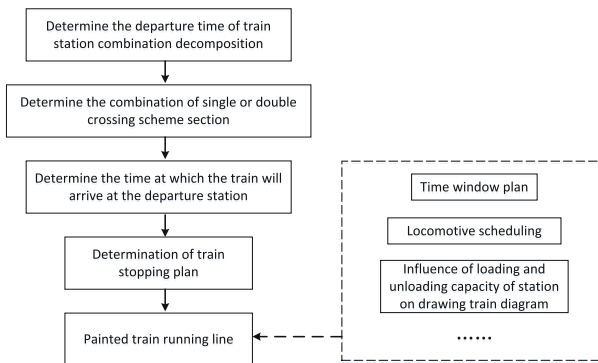 Determine the departure time of train
station combination decomposition
Determine the combination of single or double
crossing scheme section
Determine the time at which the train will
arrive at the departure station
Determination of train
stopping plan
Painted train running line
Time window plan
Locomotive scheduling
Influence of loading and
unloading capacity of station
on drawing train diagram
······